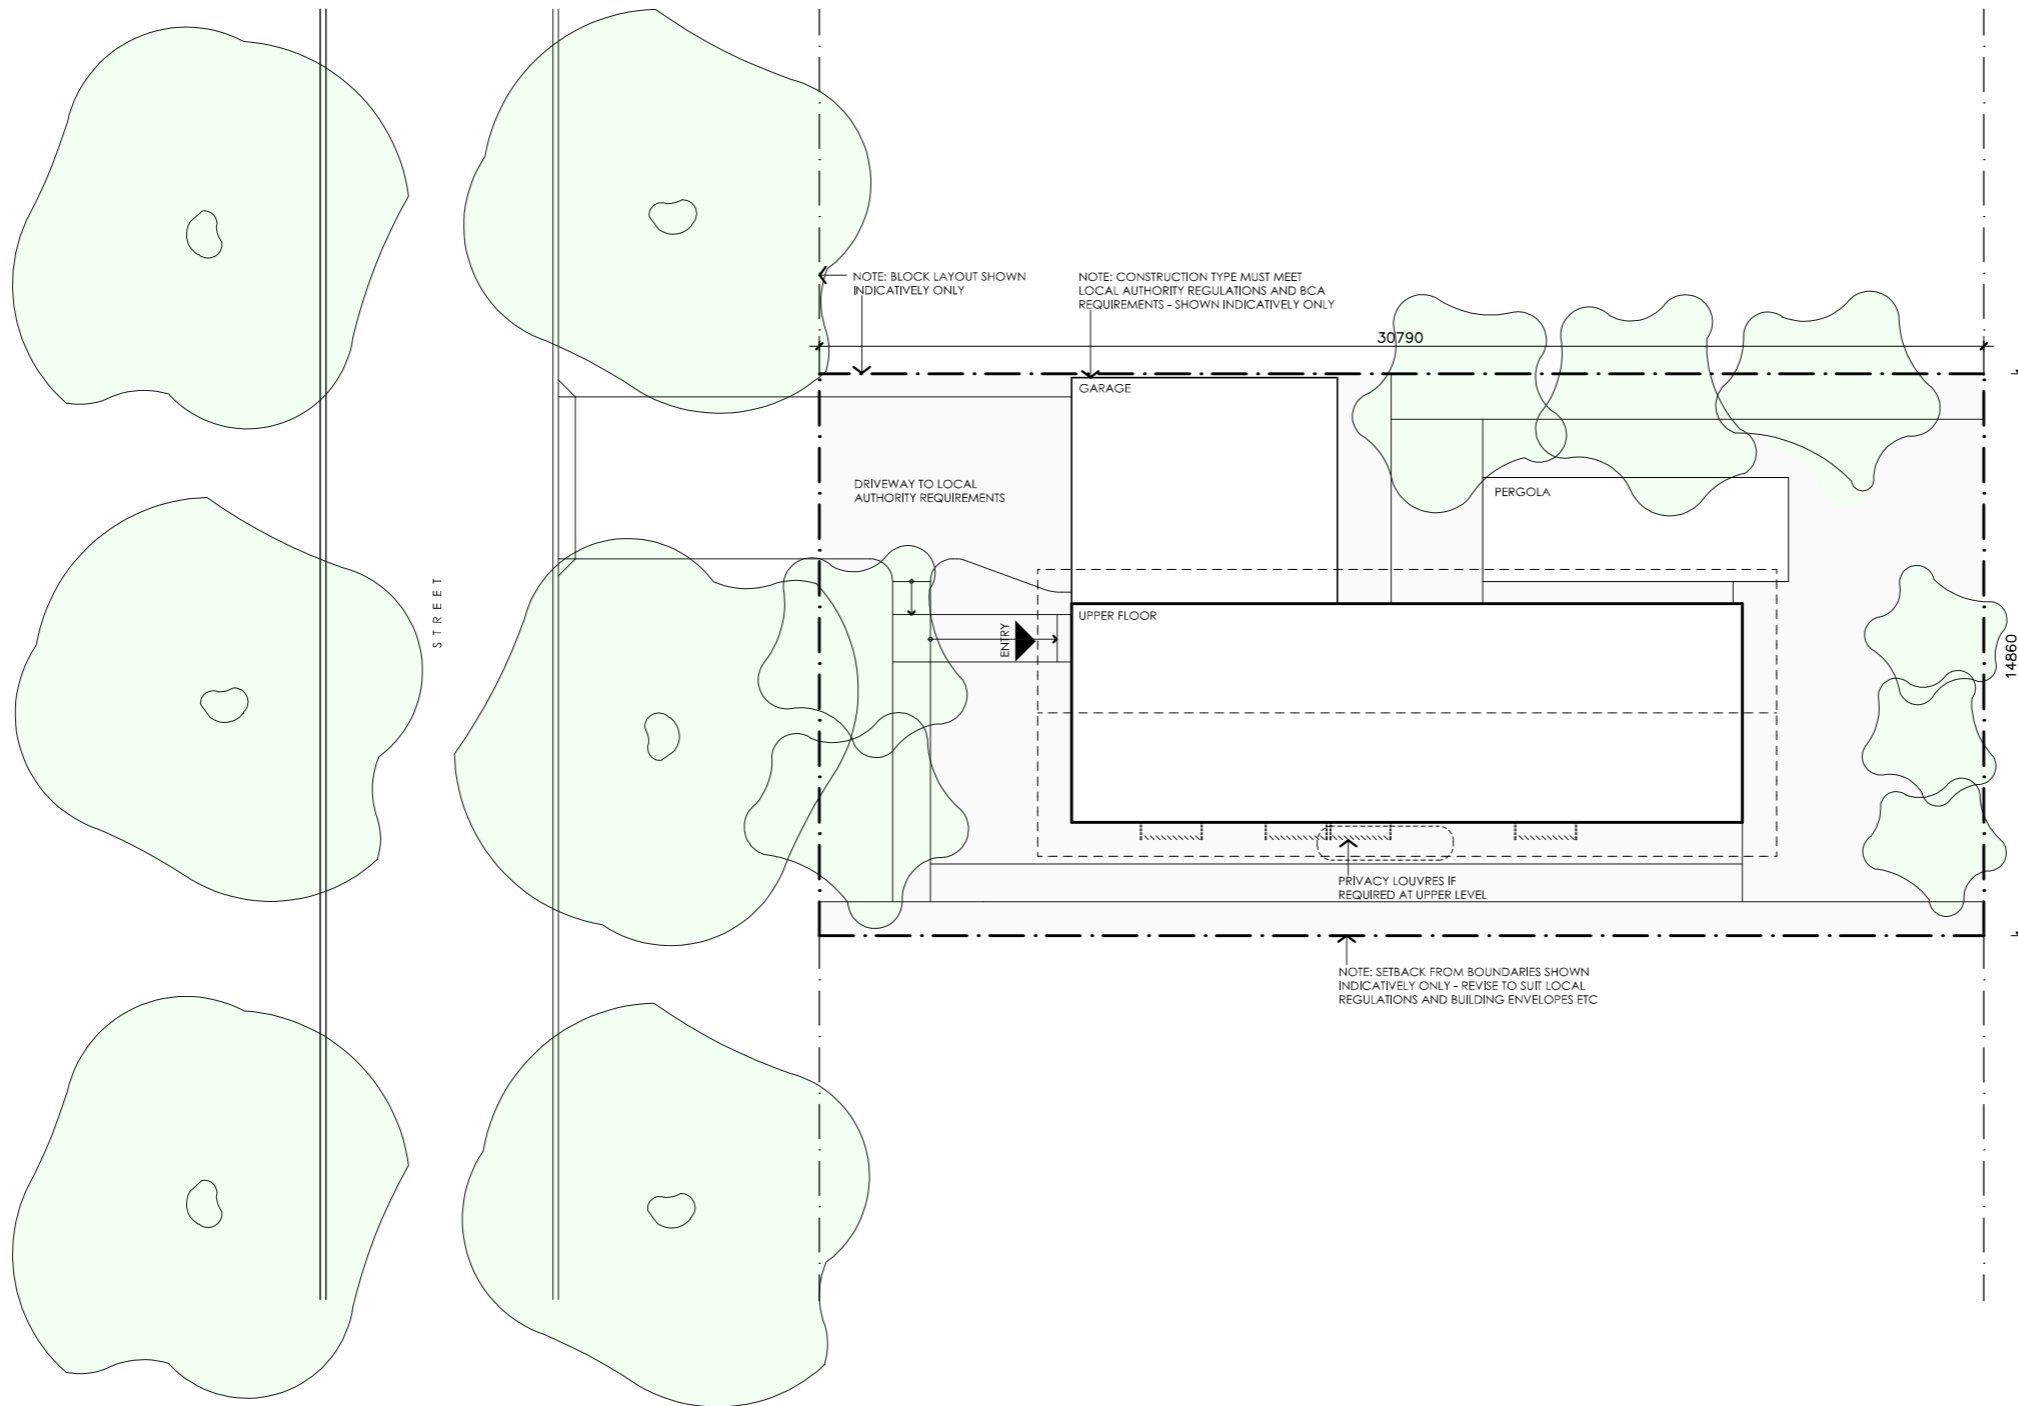 NOTE: BLOCK LAYOUT SHOWN
INDICATIVELY ONLY
NOTE: CONSTRUCTION TYPE MUST MEET
LOCAL AUTHORITY REGULATIONS AND BCA
REQUIREMENTS - SHOWN INDICATIVELY ONLY
30790
GARAGE
DRIVEWAY TO LOCAL
AUTHORITY REQUIREMENTS
PERGOLA
STREET
UPPER FLOOR
ENTRY
14860
PRIVACY LOUVRES IF
REQUIRED AT UPPER LEVEL
NOTE: SETBACK FROM BOUNDARIES SHOWN
INDICATIVELY ONLY - REVISE TO SUIT LOCAL
REGULATIONS AND BUILDING ENVELOPES ETC